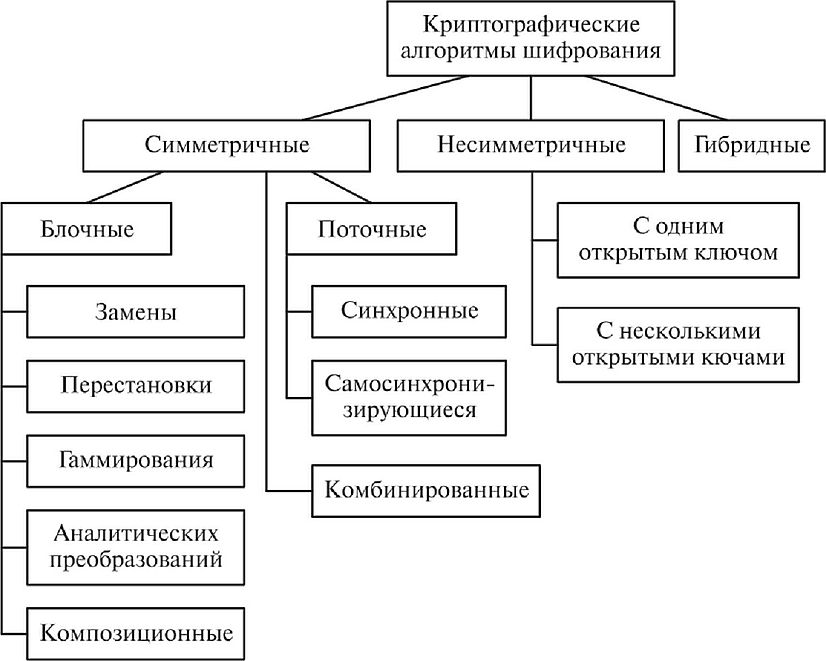 Криптографические
алгоритмы шифрования
Симметричные
Несимметричные
Гибридные
Блочные
Поточные
С одним
открытым ключом
Замены
Синхронные
С несколькими
открытыми кючами
Перестановки
Самосинхрони-
зирующиеся
Гаммирования
Комбинированные
Аналитических
преобразований
Композиционные